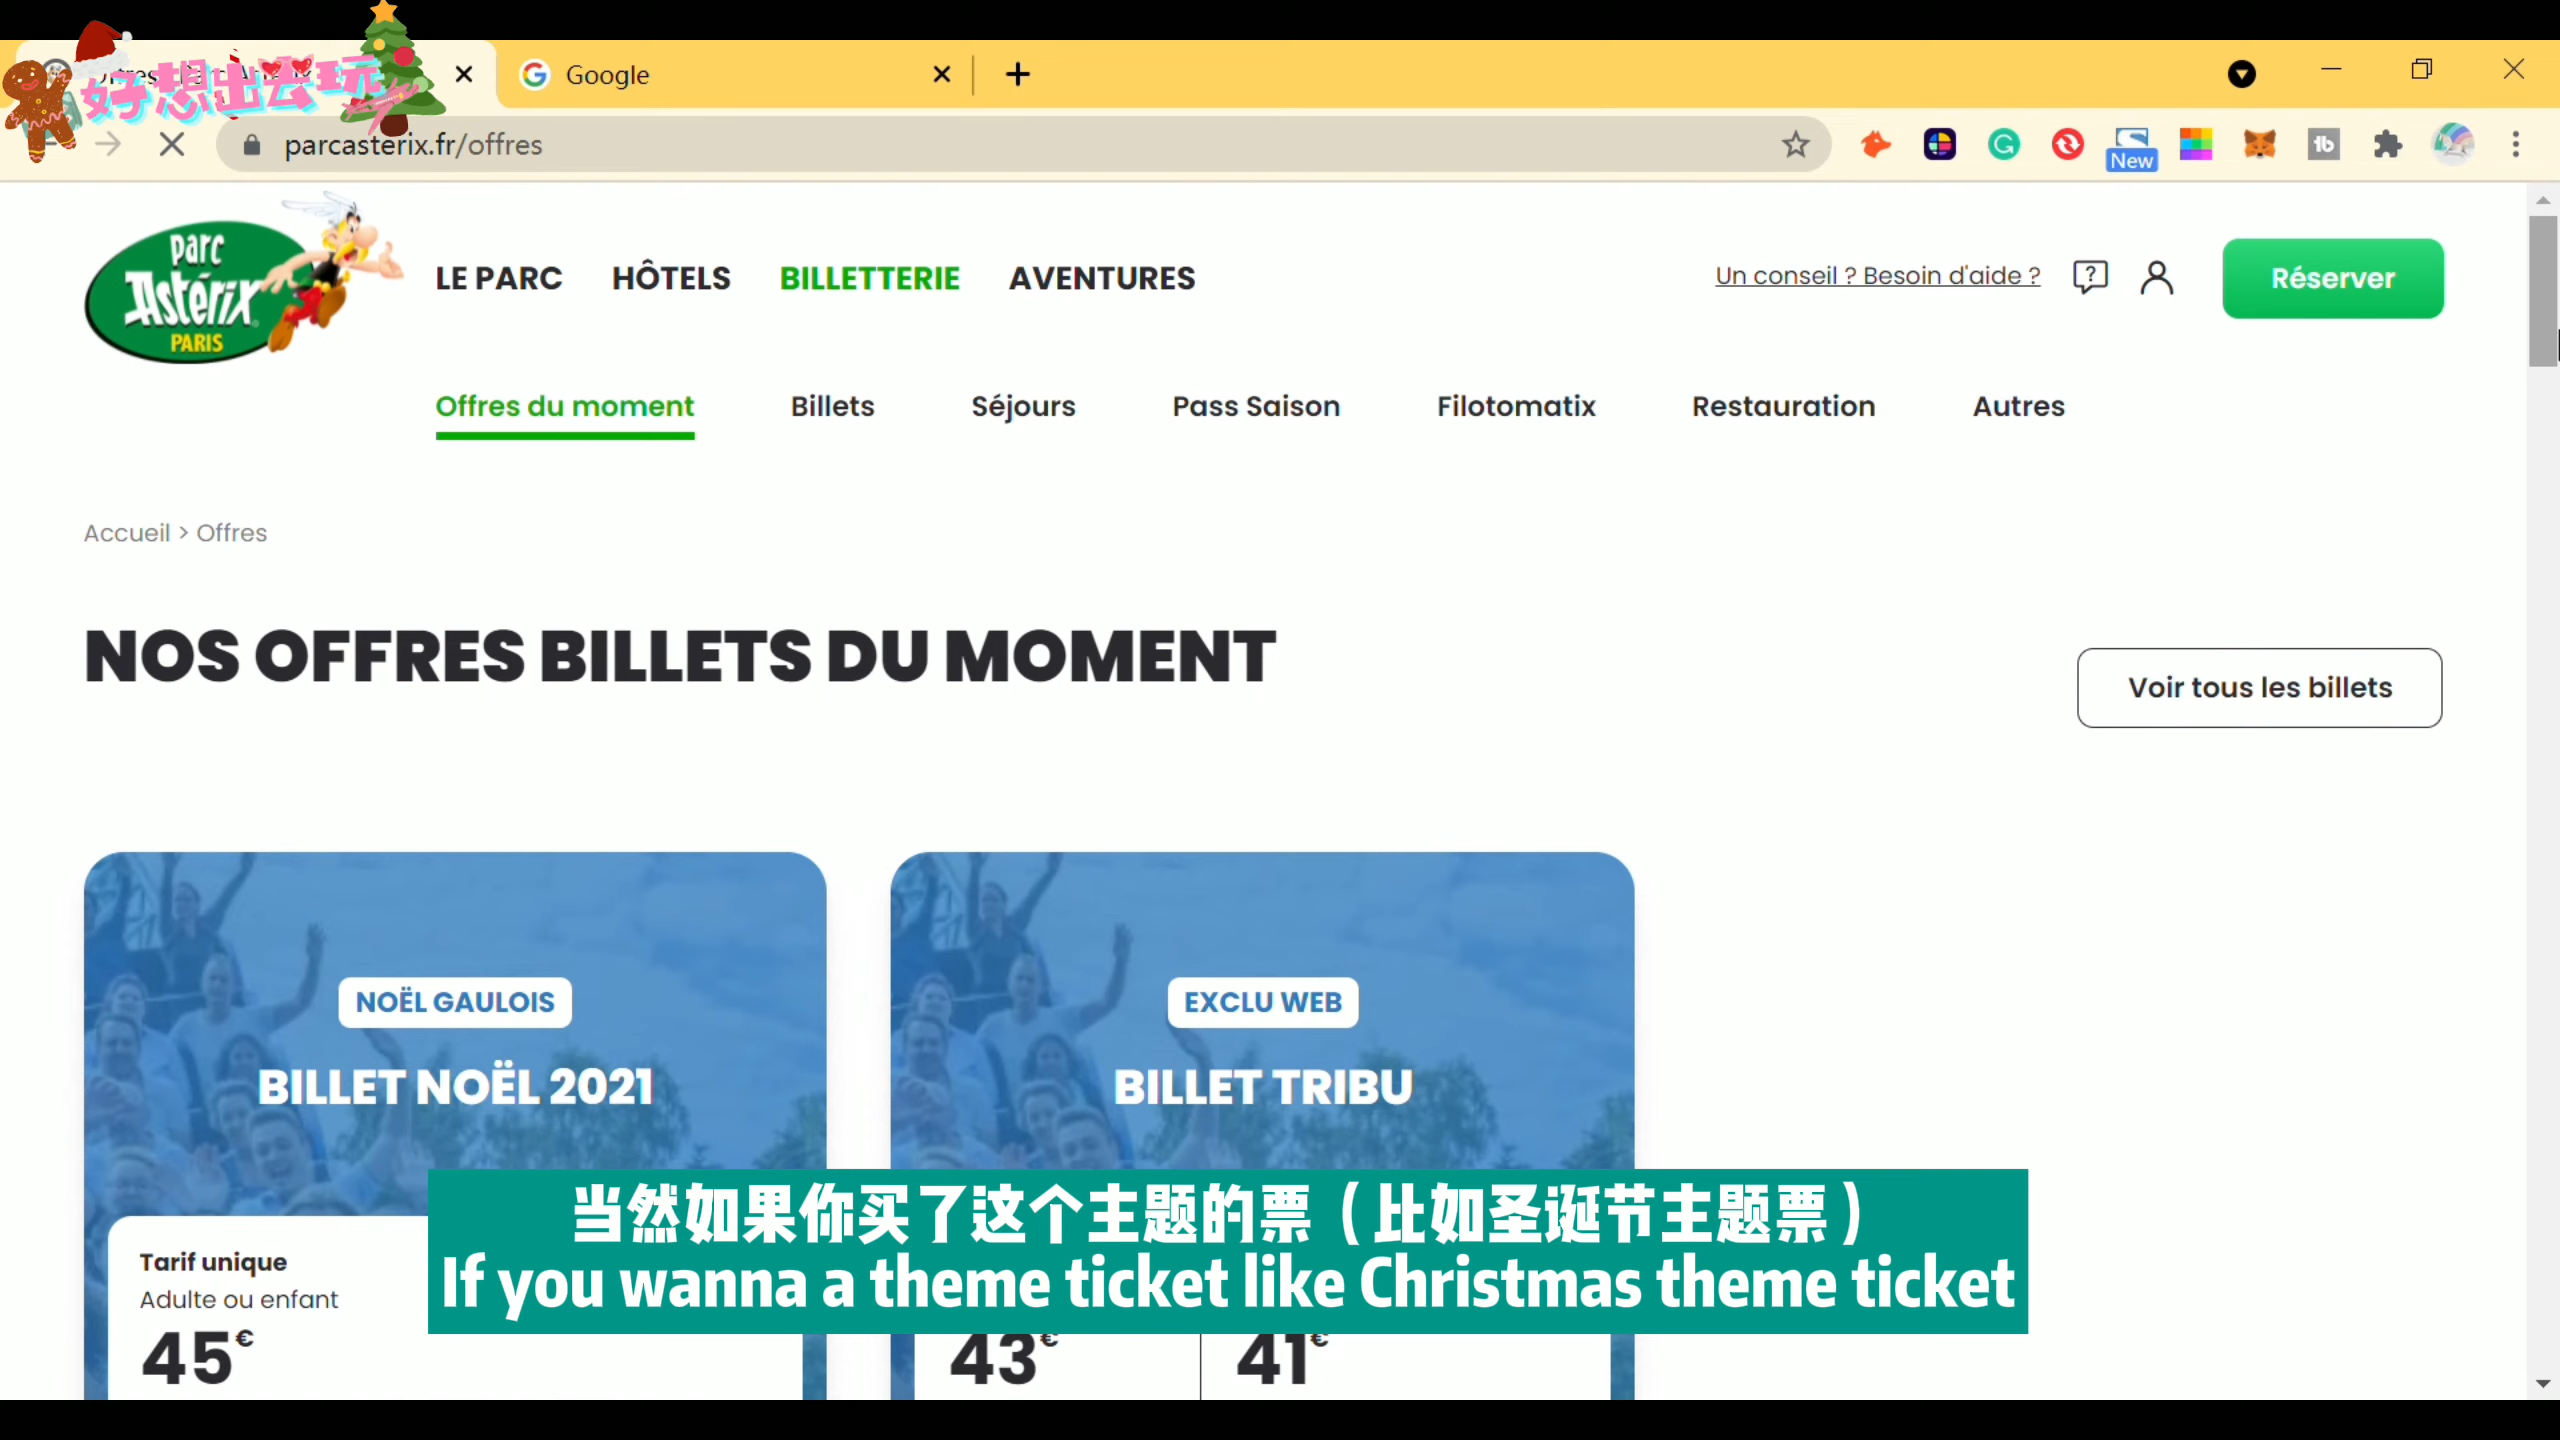 好想出去玩
Google
parcasterix.fr/offres
New
Parc
Astérix
PARIS
LE PARC
HÔTELS
BILLETTERIE
AVENTURES
Un conseil ? Besoin d'aide ?
Réserver
Offres du moment
Billets
Séjours
Pass Saison
Filotomatix
Restauration
Autres
Accueil > Offres
NOS OFFRES BILLETS DU MOMENT
Voir tous les billets
NOËL GAULOIS
BILLET NOËL 2021
EXCLU WEB
BILLET TRIBU
当然如果你买了这个主题的票（比如圣诞节主题票）
If you wanna a theme ticket like Christmas theme ticket
Tarif unique
Adulte ou enfant
45€
43€
41€